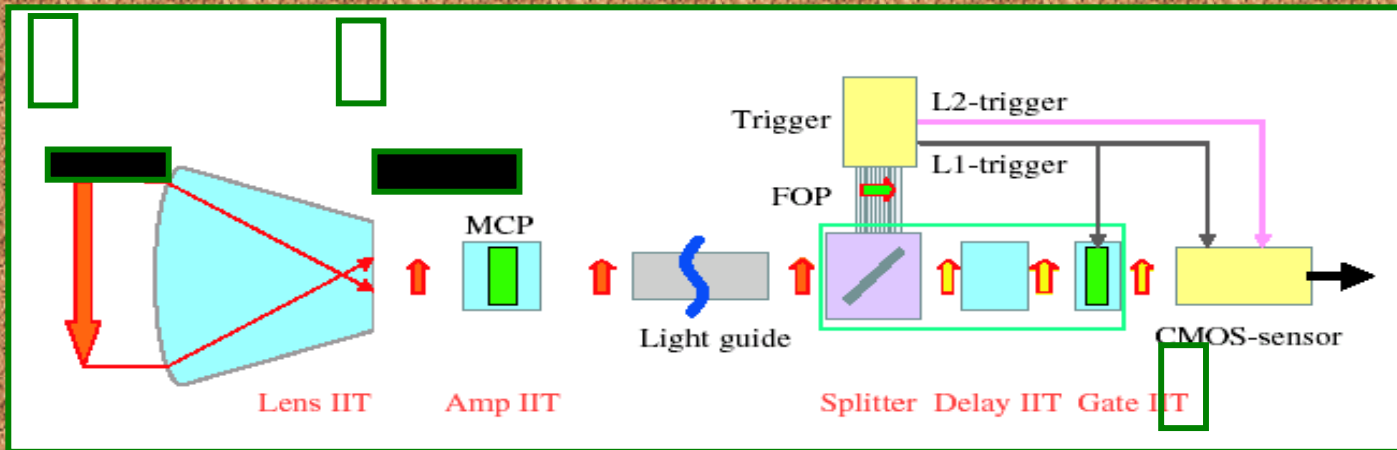 L2-trigger
Trigger
L1-trigger
FOP
MCP
Light guide
CMOS-sensor
Lens IIT
Amp IIT
Splitter
Delay IIT
Gate IIT